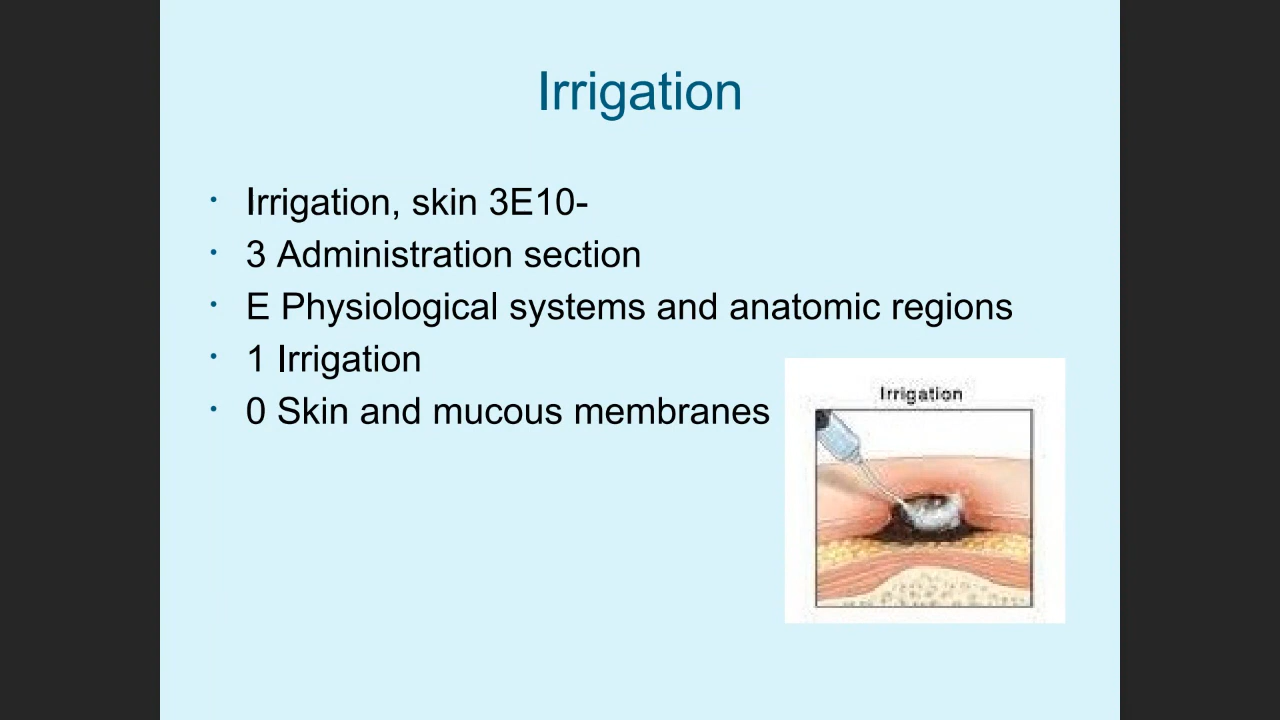 Irrigation
• Irrigation, skin 3E10-
• 3 Administration section
• E Physiological systems and anatomic regions
• 1 Irrigation
• 0 Skin and mucous membranes
Irrigation